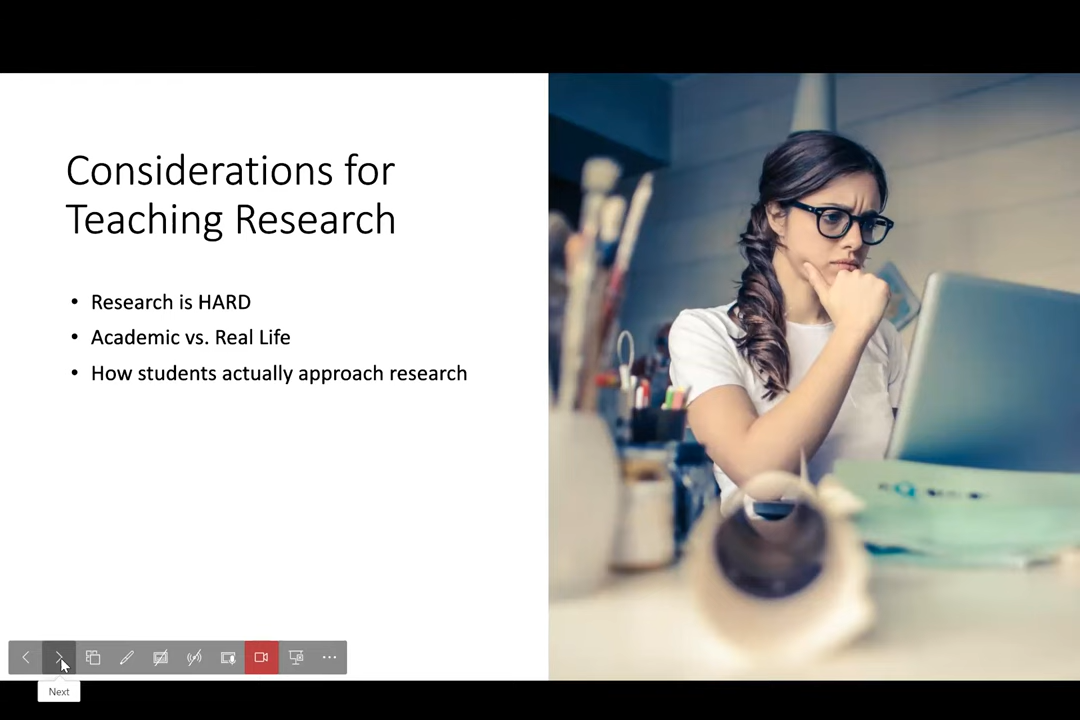 Considerations for
Teaching Research
• Research is HARD
• Academic vs. Real Life
• How students actually approach research
Next